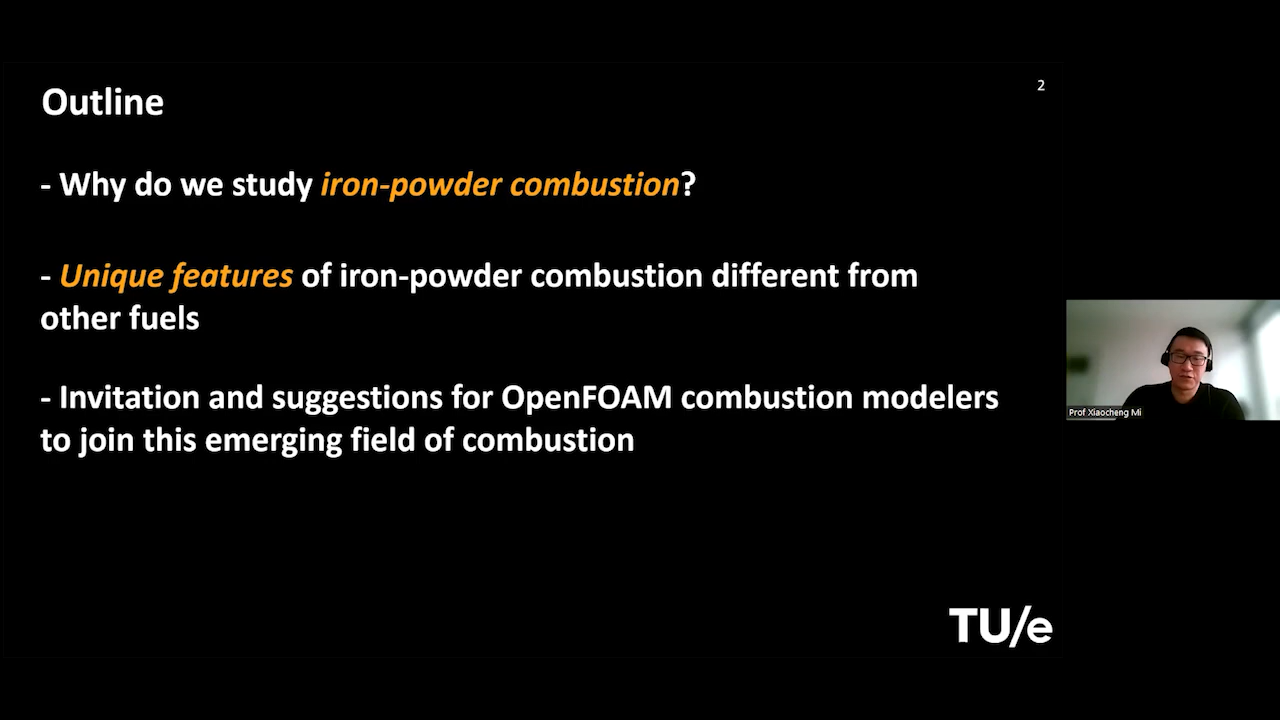 2
Outline
- Why do we study iron-powder combustion?
- Unique features of iron-powder combustion different from
other fuels
- Invitation and suggestions for OpenFOAM combustion modelers
to join this emerging field of combustion
Prof Xiaocheng Mi
TU/e